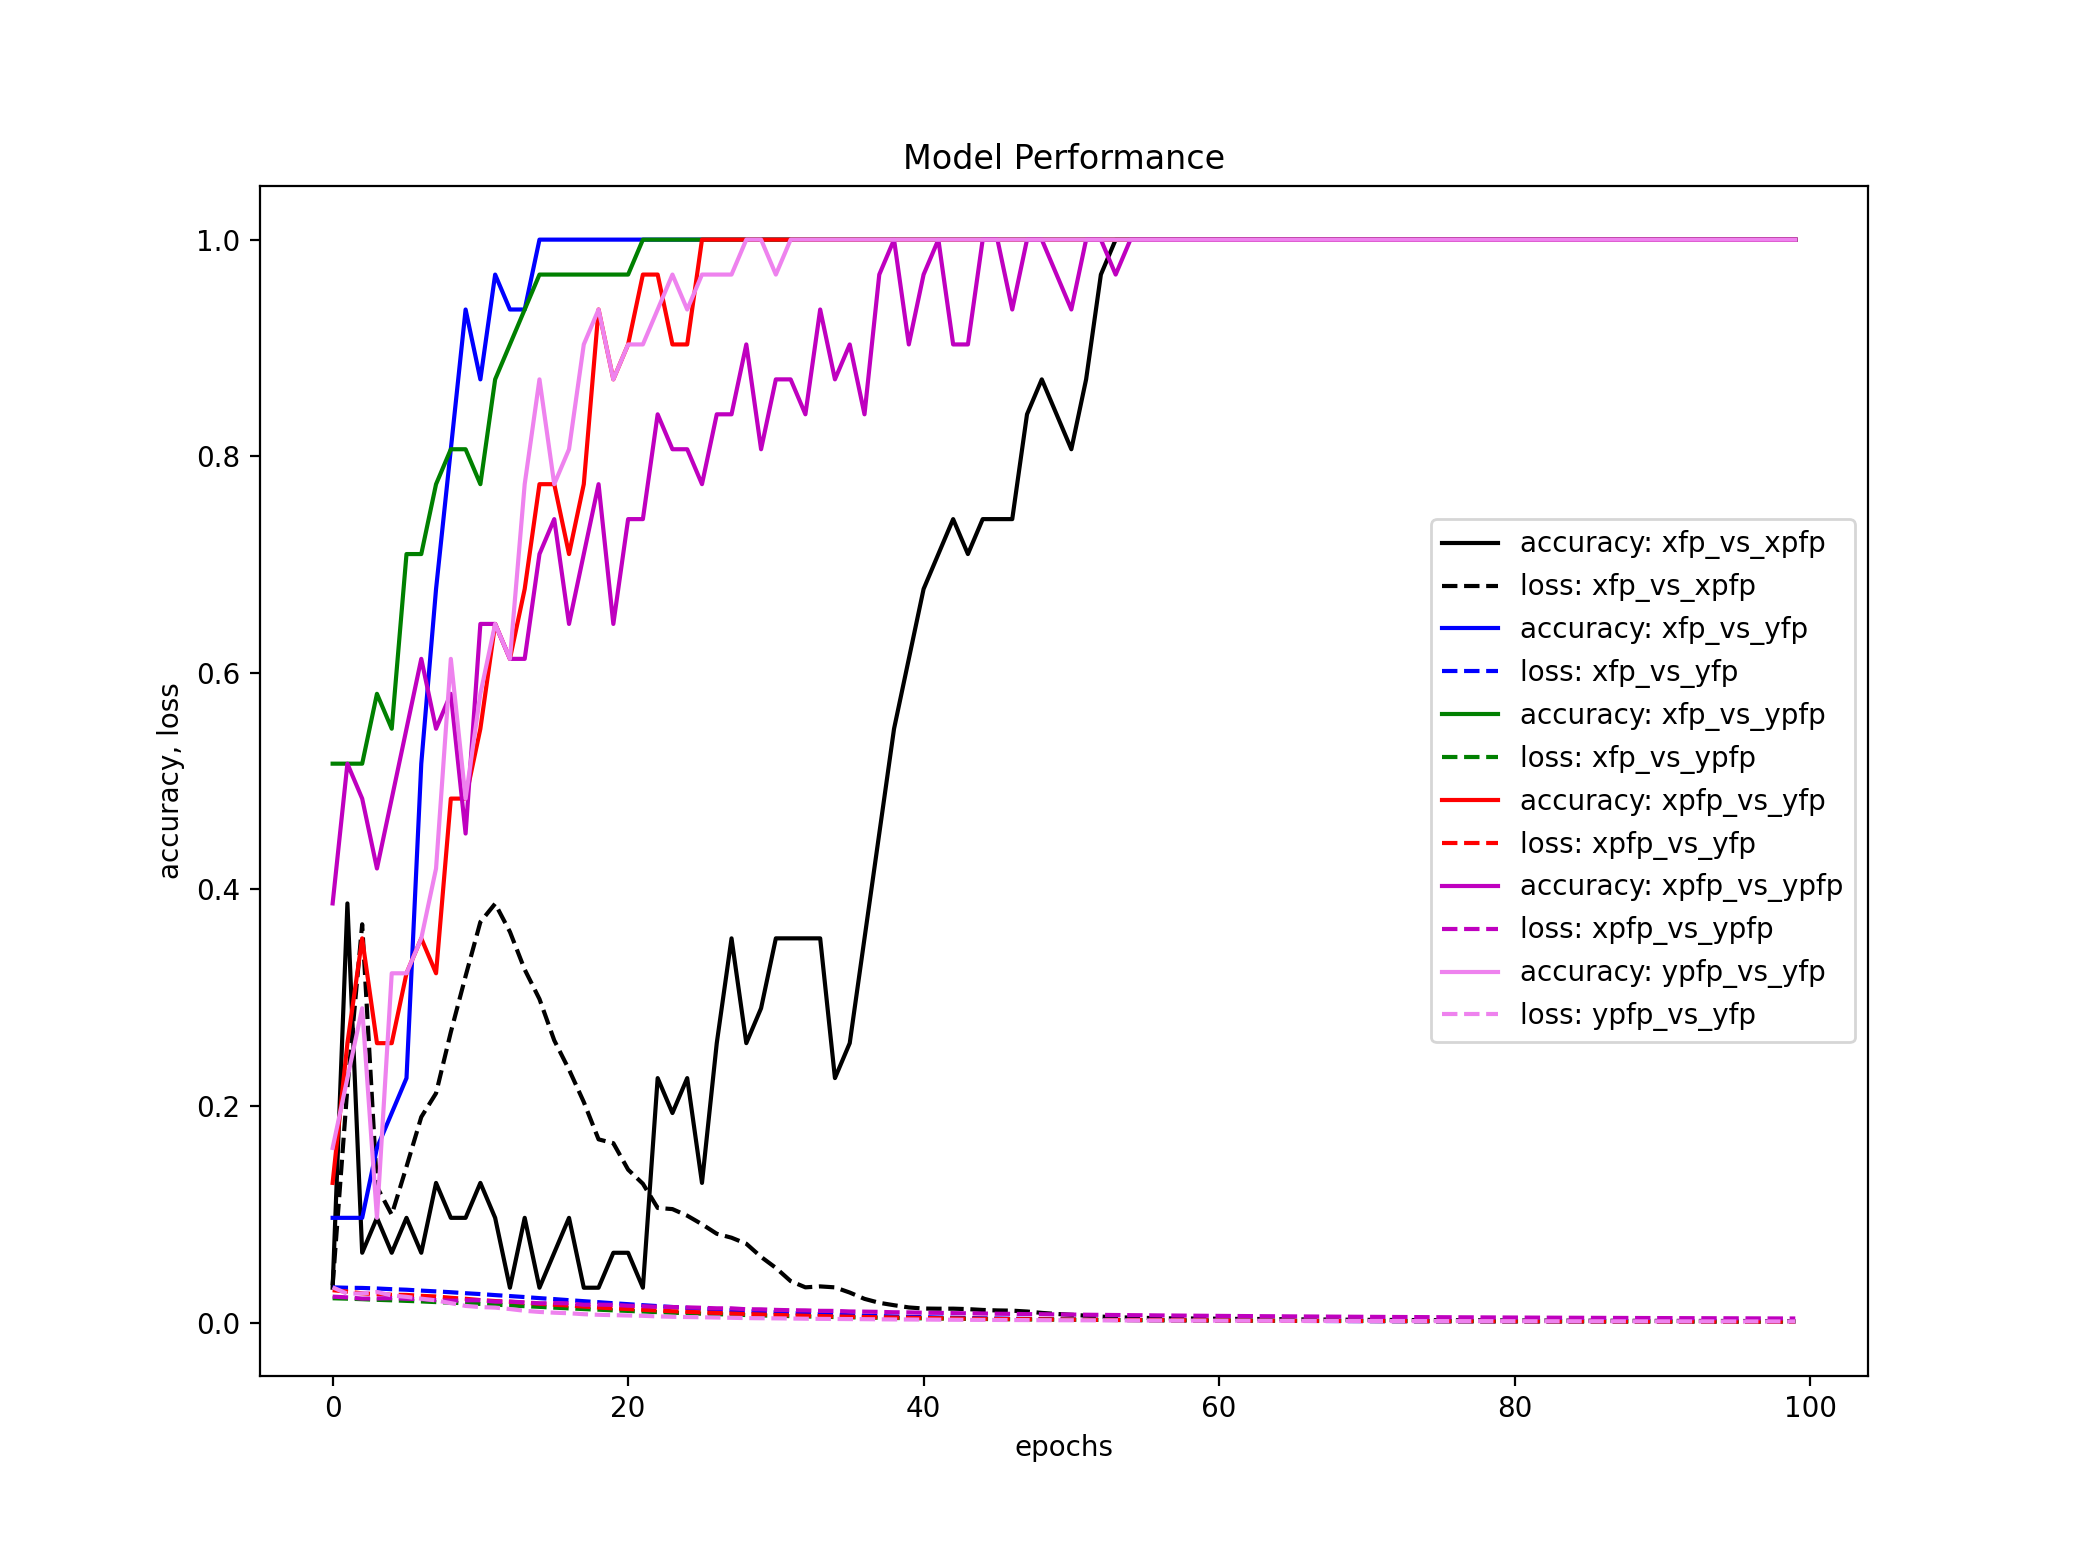 Model Performance
accuracy, loss
1.0
0.8
0.6
0.4
0.2
0.0
accuracy: xfp_vs_xpfp
loss: xfp_vs_xpfp
accuracy: xfp_vs_yfp
loss: xfp_vs_yfp
accuracy: xfp_vs_ypfp
loss: xfp_vs_ypfp
accuracy: xpfp_vs_yfp
loss: xpfp_vs_yfp
accuracy: xpfp_vs_ypfp
loss: xpfp_vs_ypfp
accuracy: ypfp_vs_yfp
loss: ypfp_vs_yfp
0 20 40 60 80 100
epochs